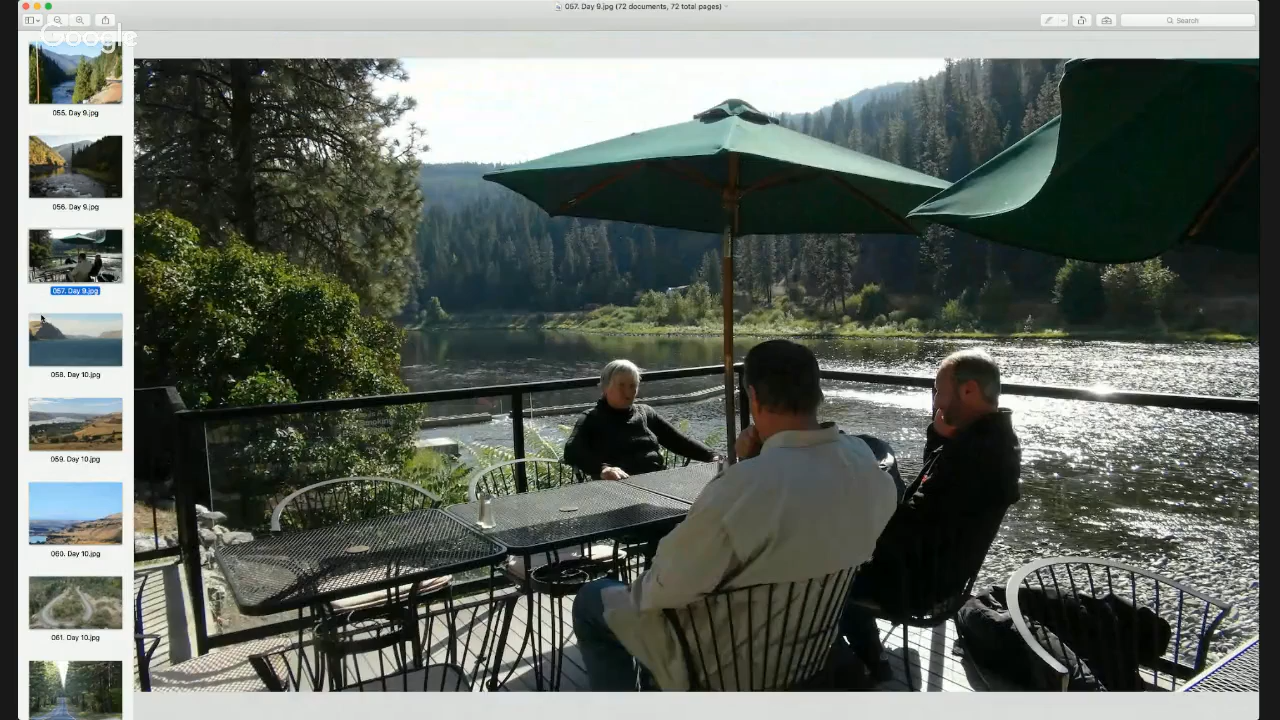 057. Day 9.jpg (72 documents, 72 total pages)
Search
Google
055. Day 9.jpg
056. Day 9.jpg
057. Day 9.jpg
058. Day 10.jpg
059. Day 10.jpg
060. Day 10.jpg
061. Day 10.jpg